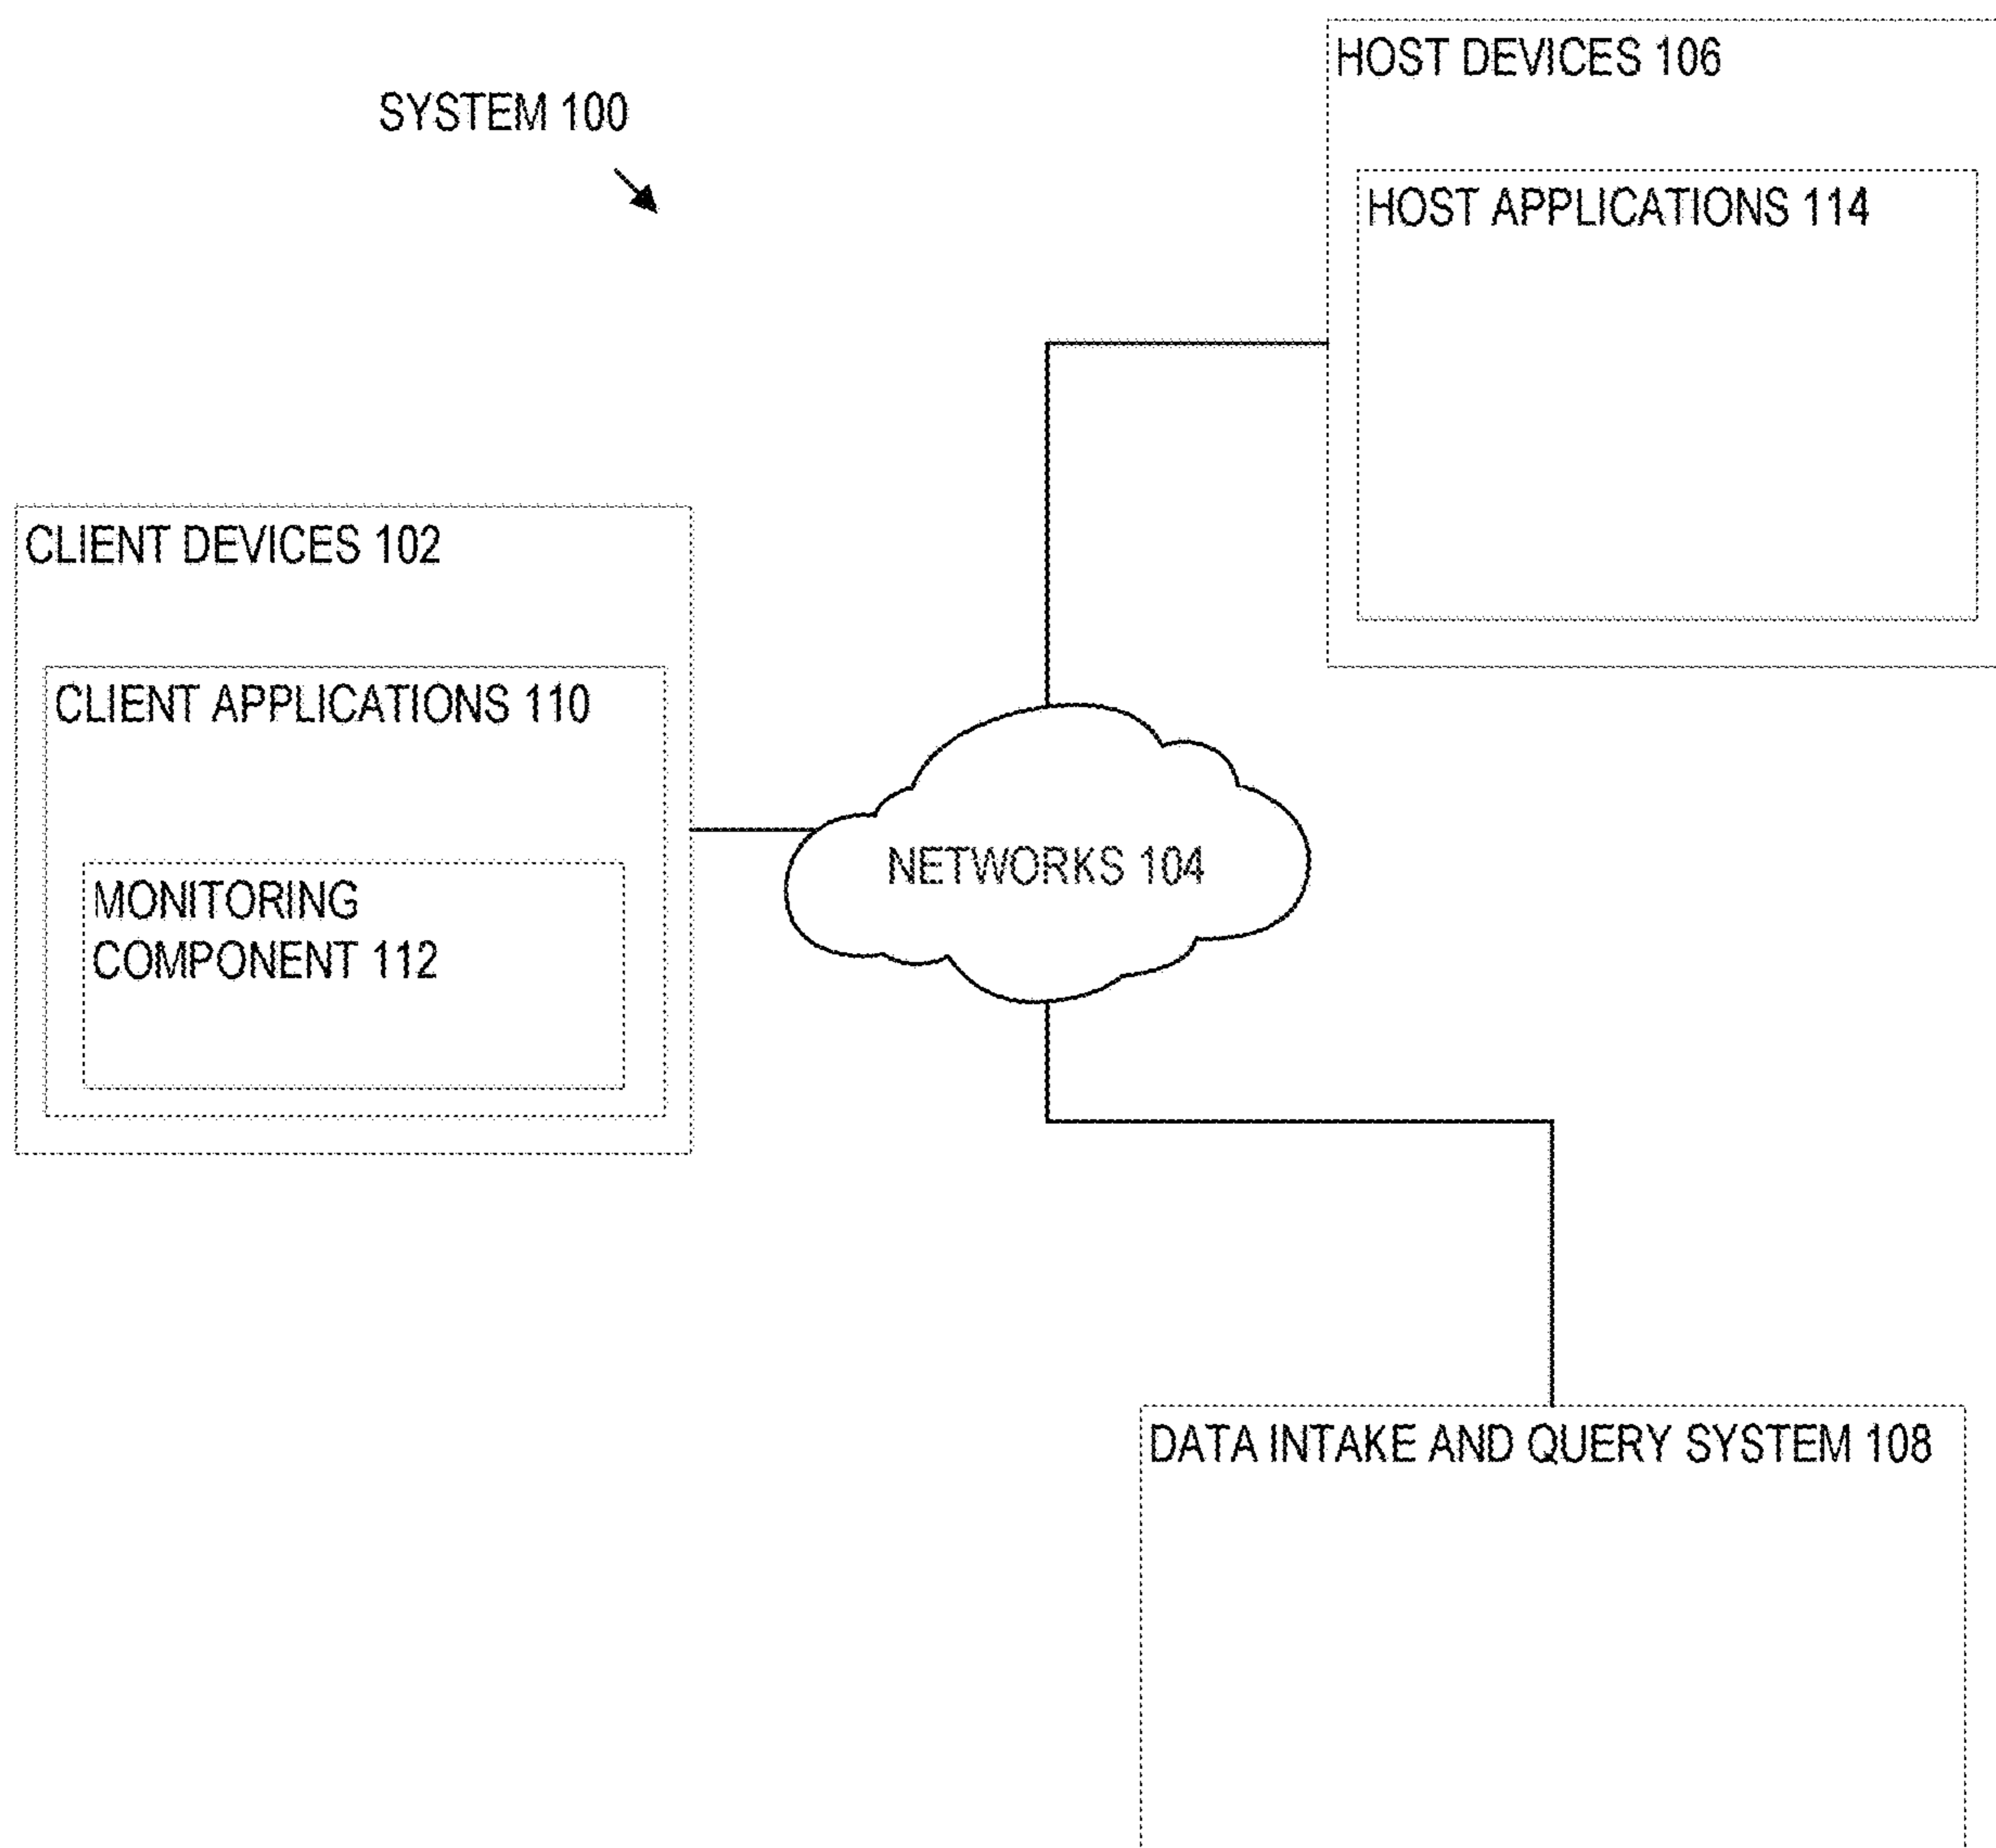 SYSTEM 100
HOST DEVICES 106
HOST APPLICATIONS 114
CLIENT DEVICES 102
CLIENT APPLICATIONS 110
MONITORING
COMPONENT 112
NETWORKS 104
DATA INTAKE AND QUERY SYSTEM 108